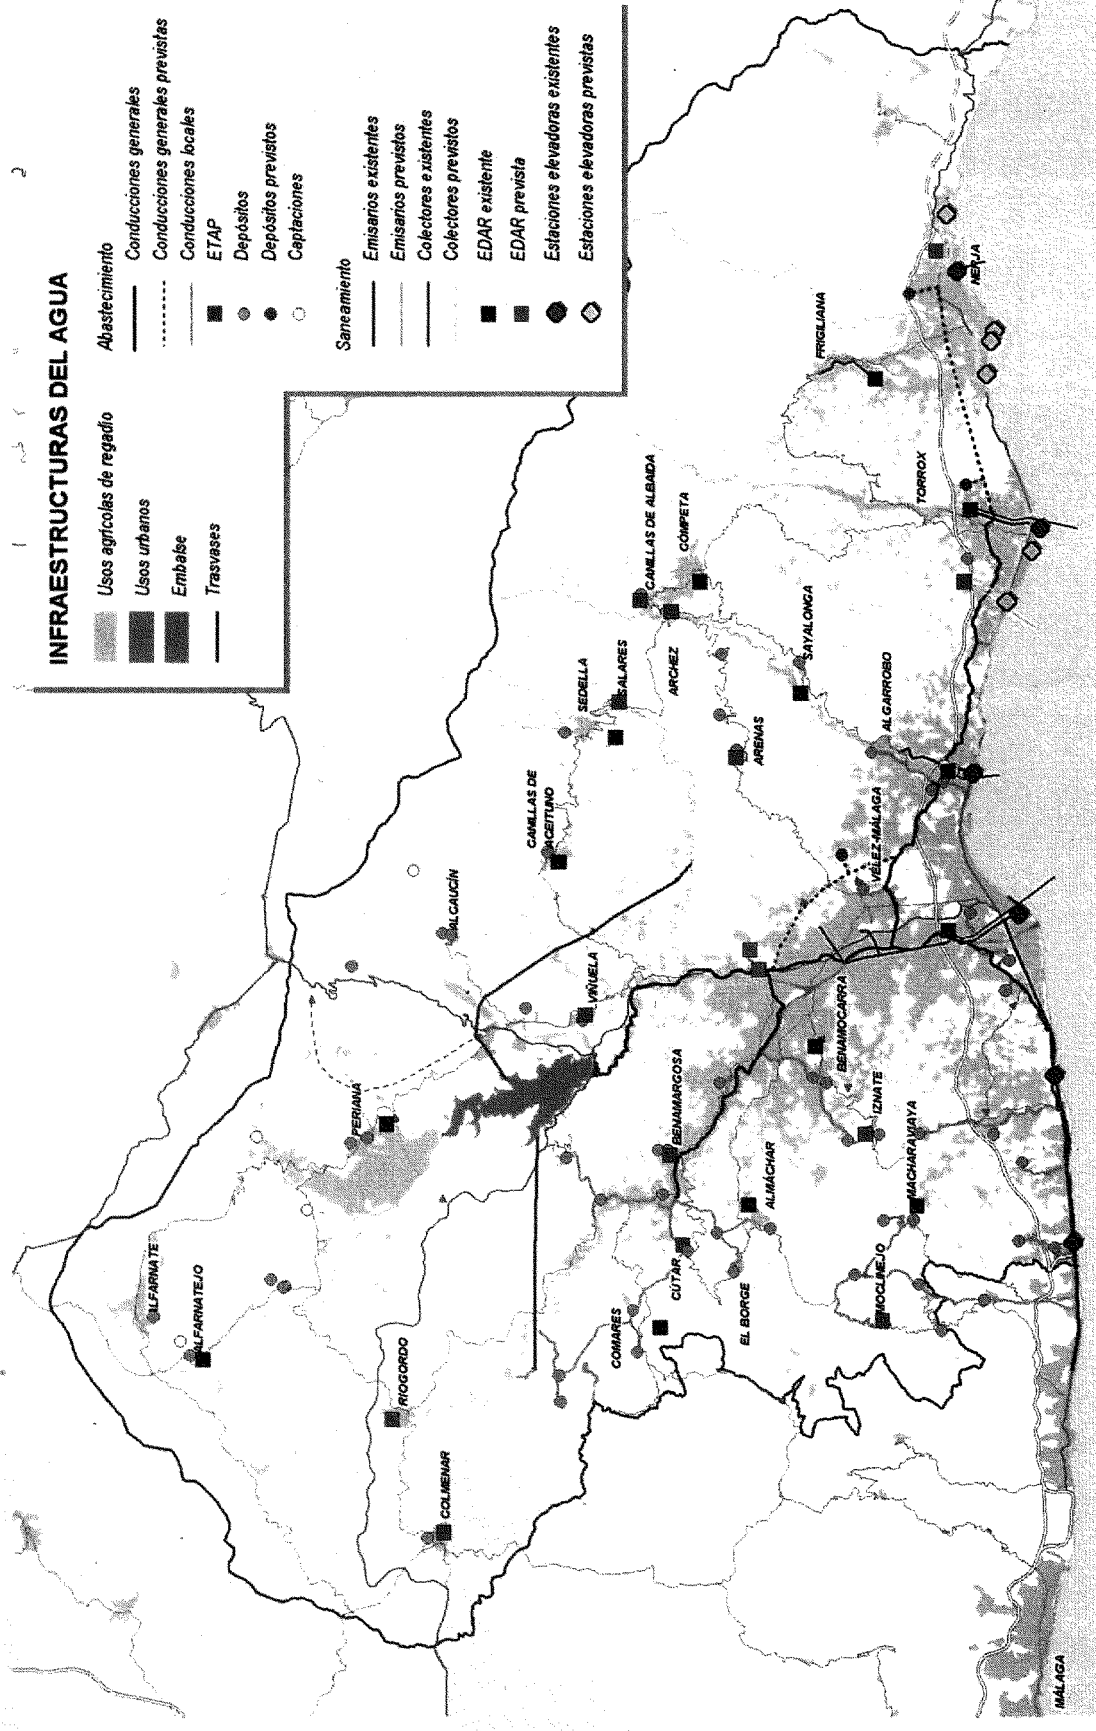 INFRAESTRUCTURAS DEL AGUA
Usos agrícolas de regadío
Usos urbanos
Embalse
Trasvases
Abastecimiento
Conducciones generales
Conducciones generales previstas
Conducciones locales
ETAP
Depósitos
Depósitos previstos
Captaciones
Saneamiento
Emisarios existentes
Emisarios previstos
Colectores existentes
Colectores previstos
EDAR existente
EDAR prevista
Estaciones elevadoras existentes
Estaciones elevadoras previstas
ALFARNATE
ALFARNATEJO
PERIANA
RIOGORDO
COLMENAR
ALCAUCÍN
CANILLAS DE
ACEITUNO
SEDELLA
SALARES
CANILLAS DE ALBAIDA
CÓMPETA
ARCHEZ
VIÑUELA
BENAMARGOSA
CÚTAR
COMARES
EL BORGE
ALMÁCHAR
ARENAS
SAYALONGA
ALGARROBO
VÉLEZ-MÁLAGA
BENAMOCARRA
IZNATE
MACHARAVIAYA
MOCLINEJO
FRIGILIANA
TORROX
NERJA
MÁLAGA